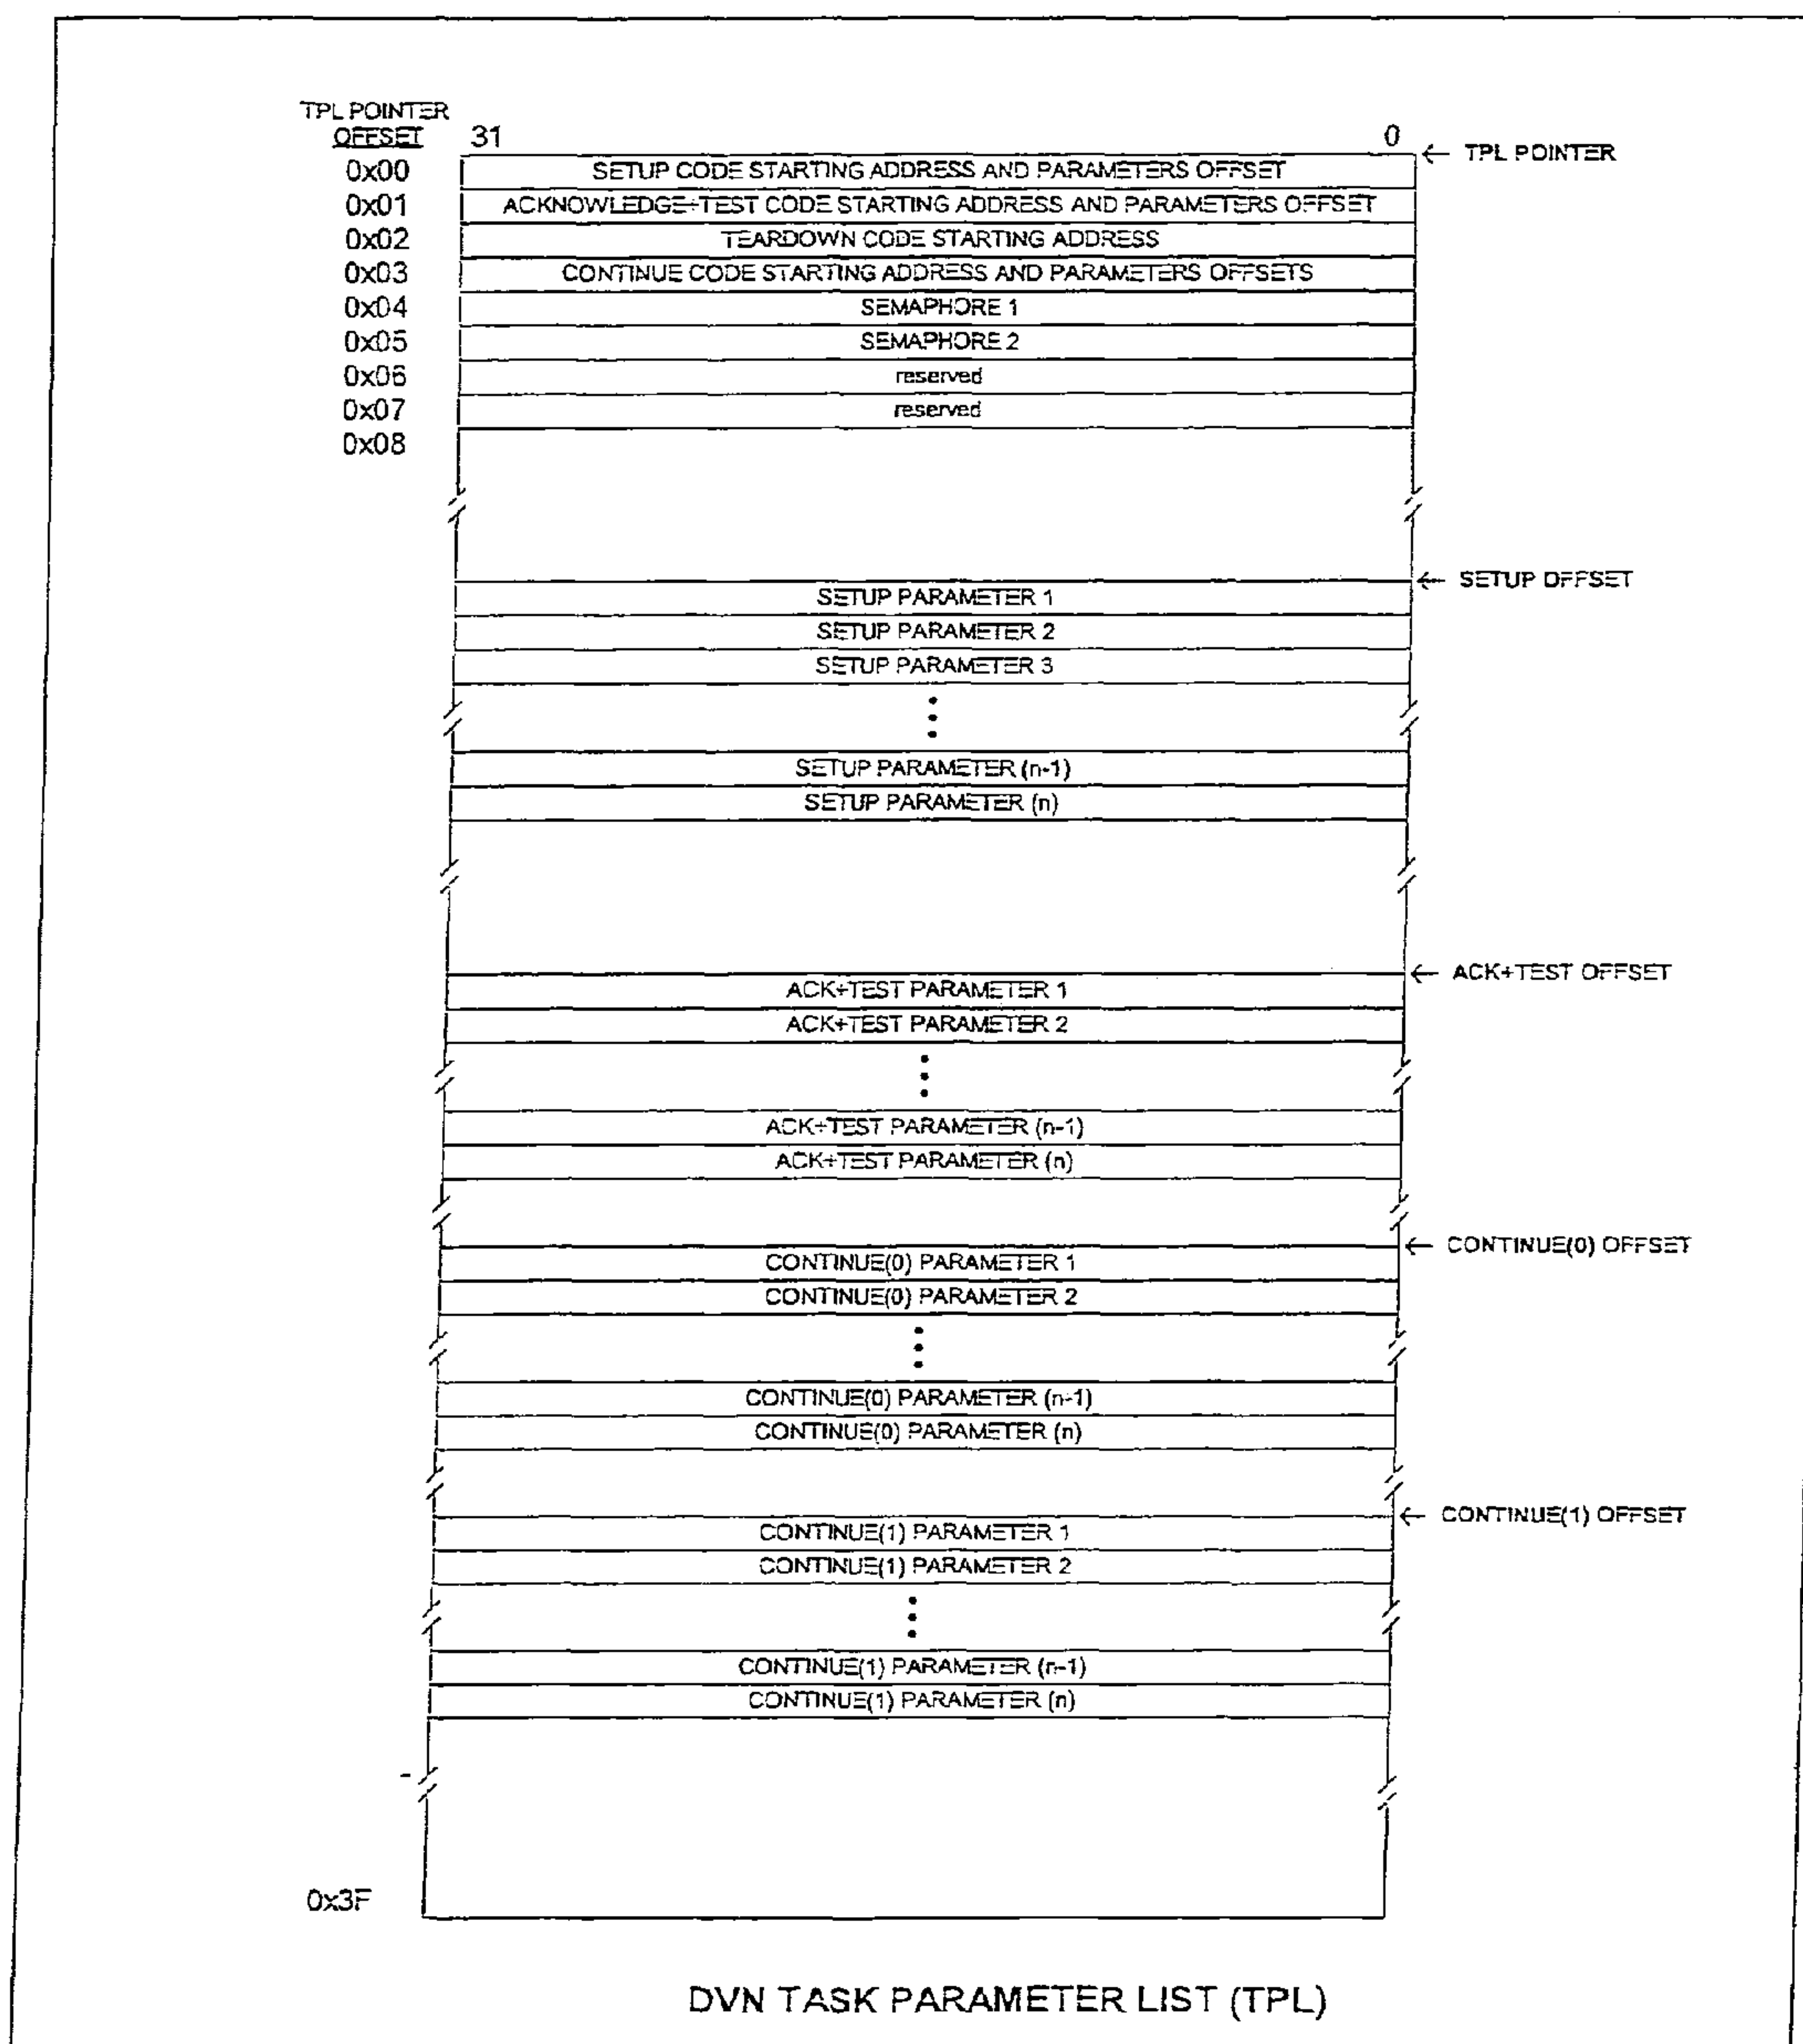 TPL POINTER
OFFSET
31 0
← TPL POINTER
0x00 SETUP CODE STARTING ADDRESS AND PARAMETERS OFFSET
0x01 ACKNOWLEDGE+TEST CODE STARTING ADDRESS AND PARAMETERS OFFSET
0x02 TEARDOWN CODE STARTING ADDRESS
0x03 CONTINUE CODE STARTING ADDRESS AND PARAMETERS OFFSETS
0x04 SEMAPHORE 1
0x05 SEMAPHORE 2
0x06 reserved
0x07 reserved
0x08
← SETUP OFFSET
SETUP PARAMETER 1
SETUP PARAMETER 2
SETUP PARAMETER 3
SETUP PARAMETER (n-1)
SETUP PARAMETER (n)
← ACK+TEST OFFSET
ACK+TEST PARAMETER 1
ACK+TEST PARAMETER 2
ACK+TEST PARAMETER (n-1)
ACK+TEST PARAMETER (n)
← CONTINUE(0) OFFSET
CONTINUE(0) PARAMETER 1
CONTINUE(0) PARAMETER 2
CONTINUE(0) PARAMETER (n-1)
CONTINUE(0) PARAMETER (n)
← CONTINUE(1) OFFSET
CONTINUE(1) PARAMETER 1
CONTINUE(1) PARAMETER 2
CONTINUE(1) PARAMETER (n-1)
CONTINUE(1) PARAMETER (n)
0x3F
DVN TASK PARAMETER LIST (TPL)